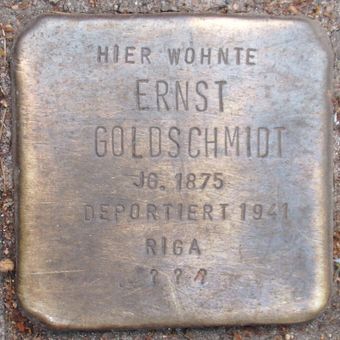 HIER WOHNTE
ERNST
GOLDSCHMIDT
JG. 1875
DEPORTIERT 1941
RIGA
? ? ?